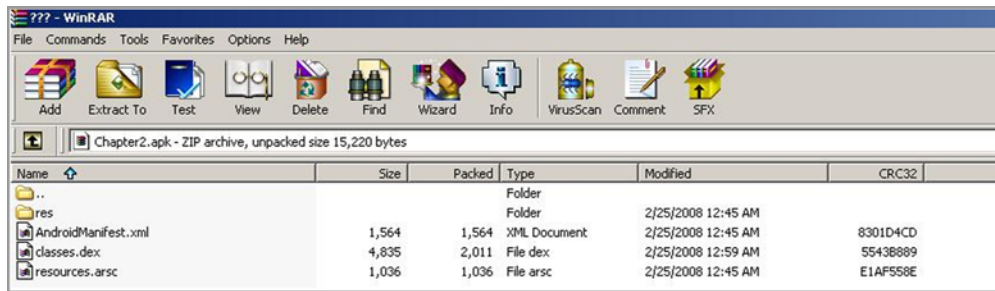 ??? - WinRAR
File Commands Tools Favorites Options Help
Add Extract To Test View Delete Find Wizard Info VirusScan Comment SFX
Chapter2.apk - ZIP archive, unpacked size 15,220 bytes
Name Size Packed Type Modified CRC32
.. Folder
res Folder 2/25/2008 12:45 AM
AndroidManifest.xml 1,564 1,564 XML Document 2/25/2008 12:45 AM 8301D4CD
classes.dex 4,835 2,011 File dex 2/25/2008 12:59 AM 5543B889
resources.arsc 1,036 1,036 File arsc 2/25/2008 12:45 AM E1AF558E